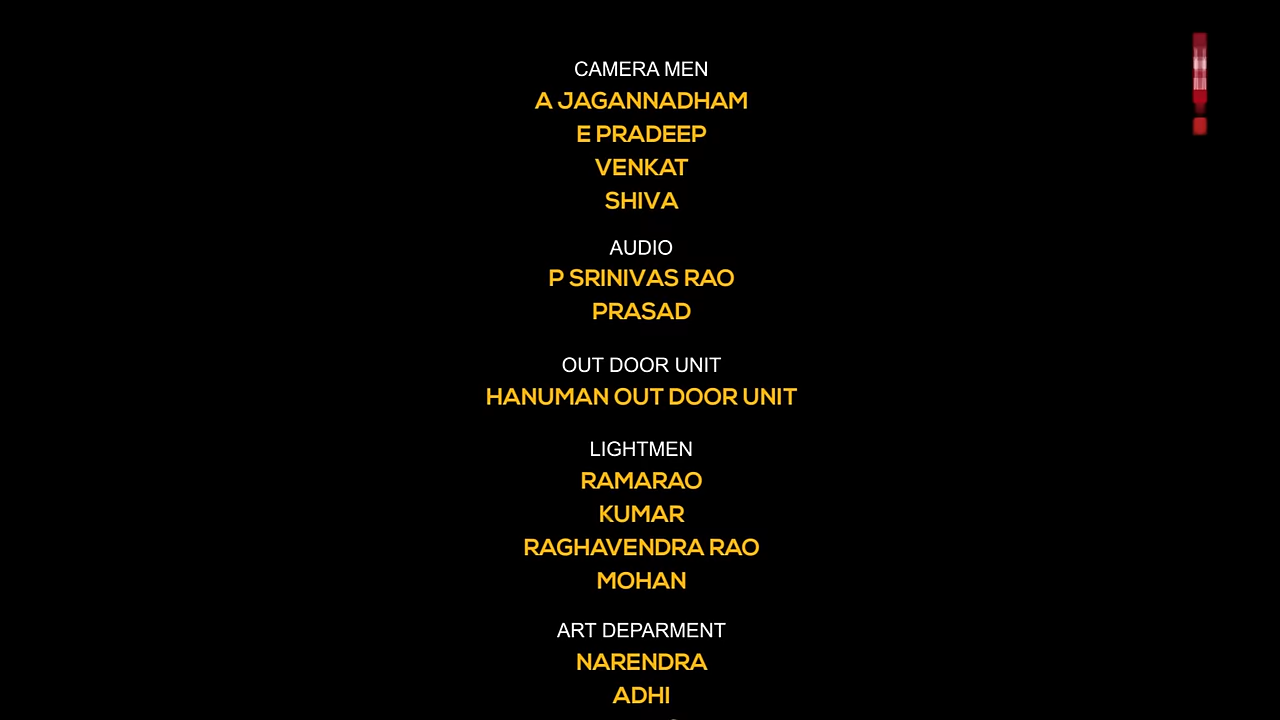 CAMERA MEN
A JAGANNADHAM
E PRADEEP
VENKAT
SHIVA
AUDIO
P SRINIVAS RAO
PRASAD
OUT DOOR UNIT
HANUMAN OUT DOOR UNIT
LIGHTMEN
RAMARAO
KUMAR
RAGHAVENDRA RAO
MOHAN
ART DEPARMENT
NARENDRA
ADHI